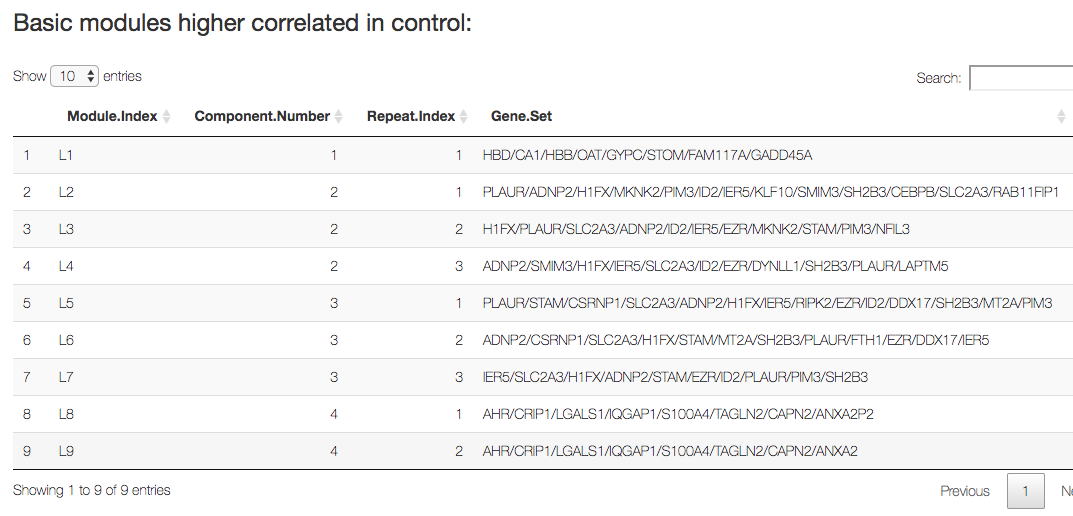 Basic modules higher correlated in control:
Show 10 entries
Search:
Module.Index Component.Number Repeat.Index Gene.Set
1 L1 1 1 HBD/CA1/HBB/OAT/GYPC/STOM/FAM117A/GADD45A
2 L2 2 1 PLAUR/ADNP2/H1FX/MKNK2/PIM3/ID2/IER5/KLF10/SMIM3/SH2B3/CEBPB/SLC2A3/RAB11FIP1
3 L3 2 2 H1FX/PLAUR/SLC2A3/ADNP2/ID2/IER5/EZR/MKNK2/STAM/PIM3/NFIL3
4 L4 2 3 ADNP2/SMIM3/H1FX/IER5/SLC2A3/ID2/EZR/DYNLL1/SH2B3/PLAUR/LAPTM5
5 L5 3 1 PLAUR/STAM/CSRNP1/SLC2A3/ADNP2/H1FX/IER5/RIPK2/EZR/ID2/DDX17/SH2B3/MT2A/PIM3
6 L6 3 2 ADNP2/CSRNP1/SLC2A3/H1FX/STAM/MT2A/SH2B3/PLAUR/FTH1/EZR/DDX17/IER5
7 L7 3 3 IER5/SLC2A3/H1FX/ADNP2/STAM/EZR/ID2/PLAUR/PIM3/SH2B3
8 L8 4 1 AHR/CRIP1/LGALS1/IQGAP1/S100A4/TAGLN2/CAPN2/ANXA2P2
9 L9 4 2 AHR/CRIP1/LGALS1/IQGAP1/S100A4/TAGLN2/CAPN2/ANXA2
Showing 1 to 9 of 9 entries
Previous 1